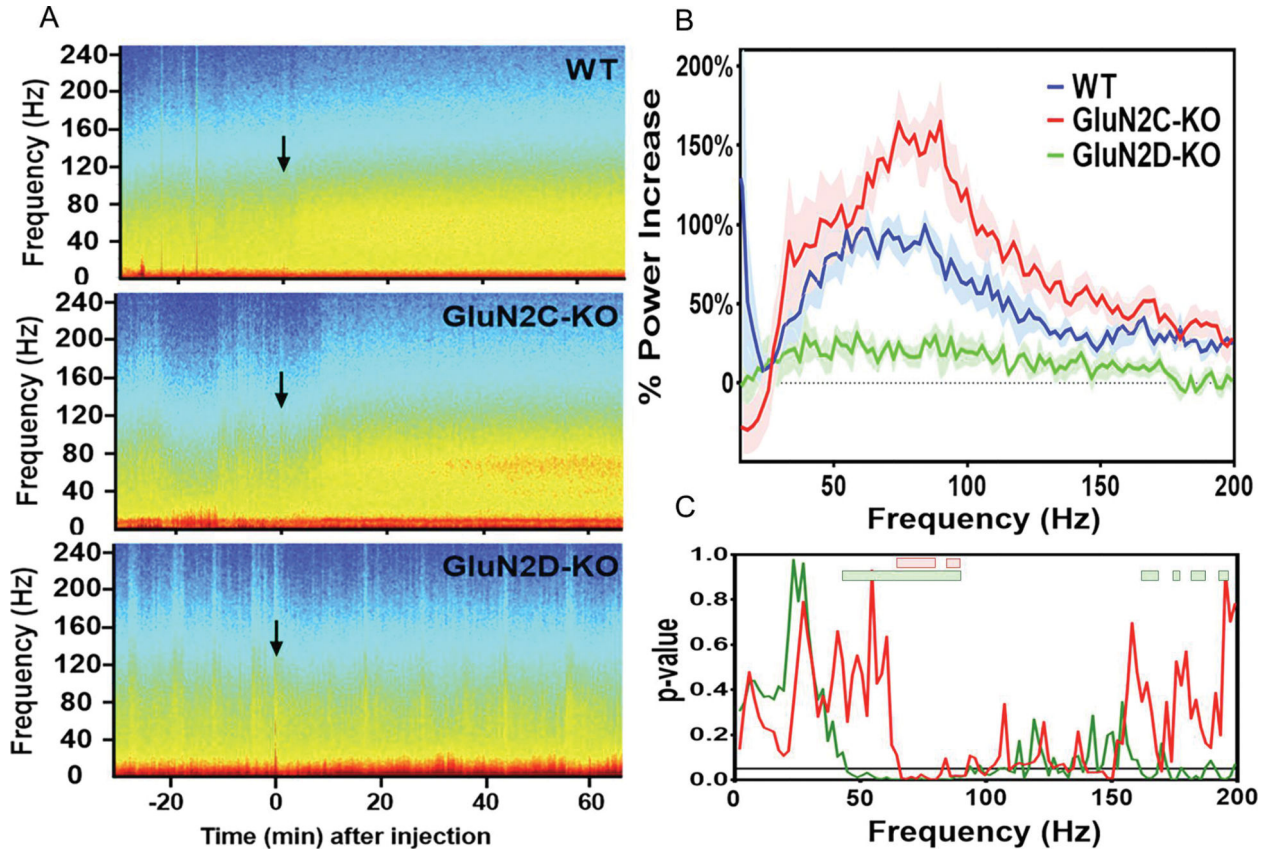 A
240
200
160
120
80
40
0
Frequency (Hz)
WT
240
200
160
120
80
40
0
Frequency (Hz)
GluN2C-KO
240
200
160
120
80
40
0
Frequency (Hz)
GluN2D-KO
-20 0 20 40 60
Time (min) after injection
B
200%
150%
100%
50%
0
% Power Increase
WT
GluN2C-KO
GluN2D-KO
50 100 150 200
Frequency (Hz)
C
1.0
0.8
0.6
0.4
0.2
0.0
p-value
0 50 100 150 200
Frequency (Hz)